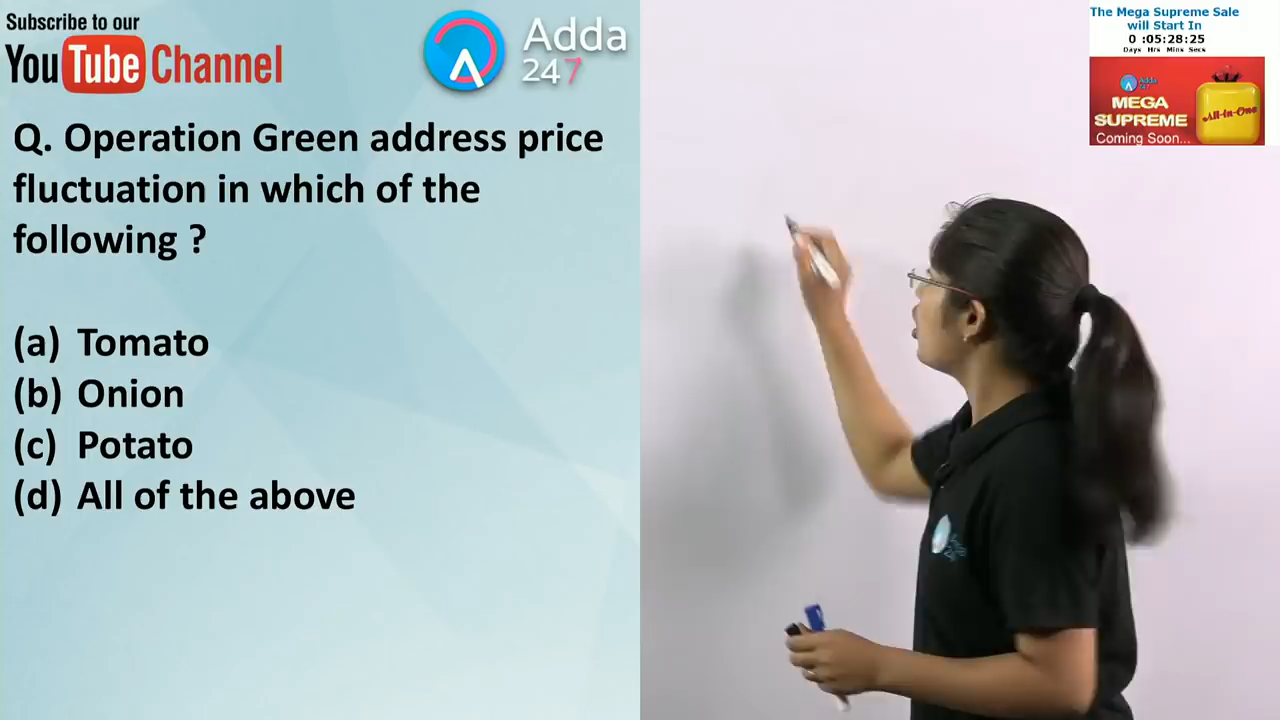 Subscribe to our
YouTube Channel
Adda
247
Q. Operation Green address price
fluctuation in which of the
following ?
(a) Tomato
(b) Onion
(c) Potato
(d) All of the above
The Mega Supreme Sale
will Start In
0 :05:28:25
Days Hrs Mins Secs
Adda
247
MEGA
SUPREME
Coming Soon...
All-In-One